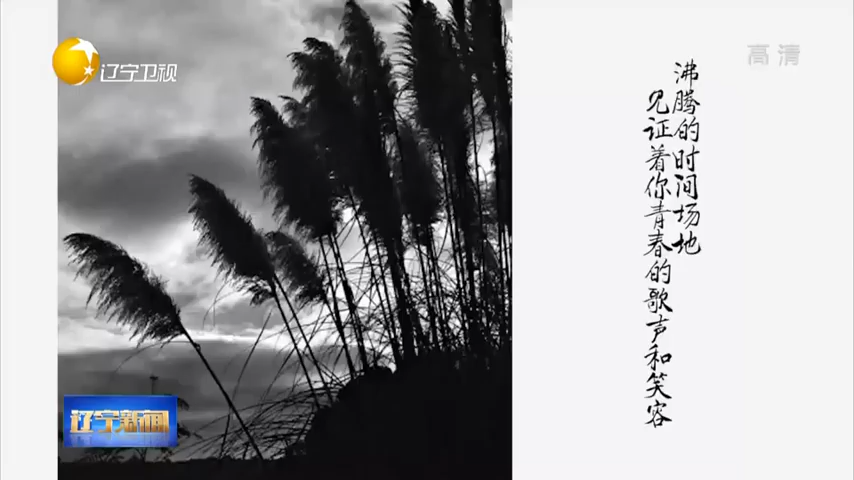 辽宁卫视
高清
沸腾的时间场地
见证着你青春的歌声和笑容
辽宁新闻